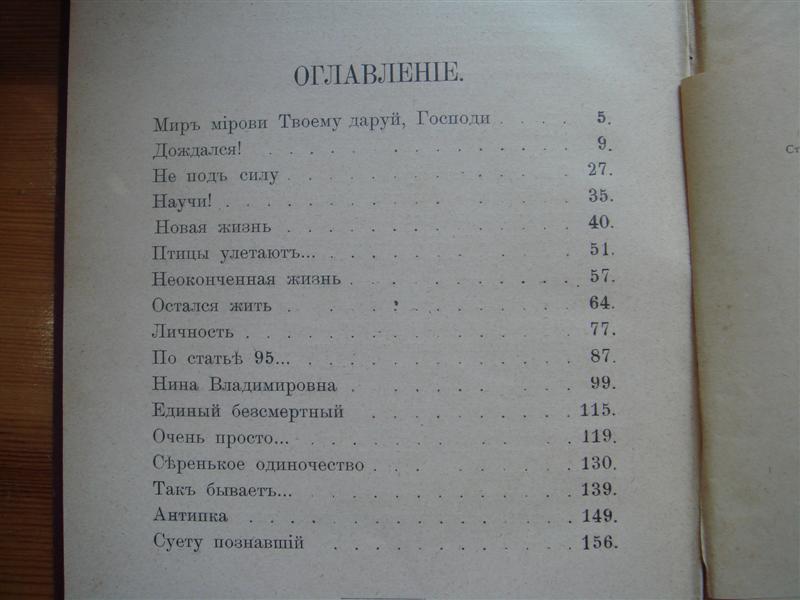 ОГЛАВЛЕНІЕ.
Миръ мірови Твоему даруй, Господи . . . . 5.
Дождался! . . . . . . . . . . . . . . 9.
Не подъ силу . . . . . . . . . . . . 27.
Научи! . . . . . . . . . . . . . . . 35.
Новая жизнь . . . . . . . . . . . . 40.
Птицы улетаютъ... . . . . . . . . . . 51.
Неоконченная жизнь . . . . . . . . . . 57.
Остался жить . . . . . . . . . . . . 64.
Личность . . . . . . . . . . . . . . 77.
По статьѣ 95... . . . . . . . . . . . 87.
Нина Владимировна . . . . . . . . . . 99.
Единый безсмертный . . . . . . . . . 115.
Очень просто... . . . . . . . . . . . 119.
Сѣренькое одиночество . . . . . . . . 130.
Такъ бываетъ... . . . . . . . . . . . 139.
Антипка . . . . . . . . . . . . . . 149.
Суету познавшій . . . . . . . . . . . 156.
Ст